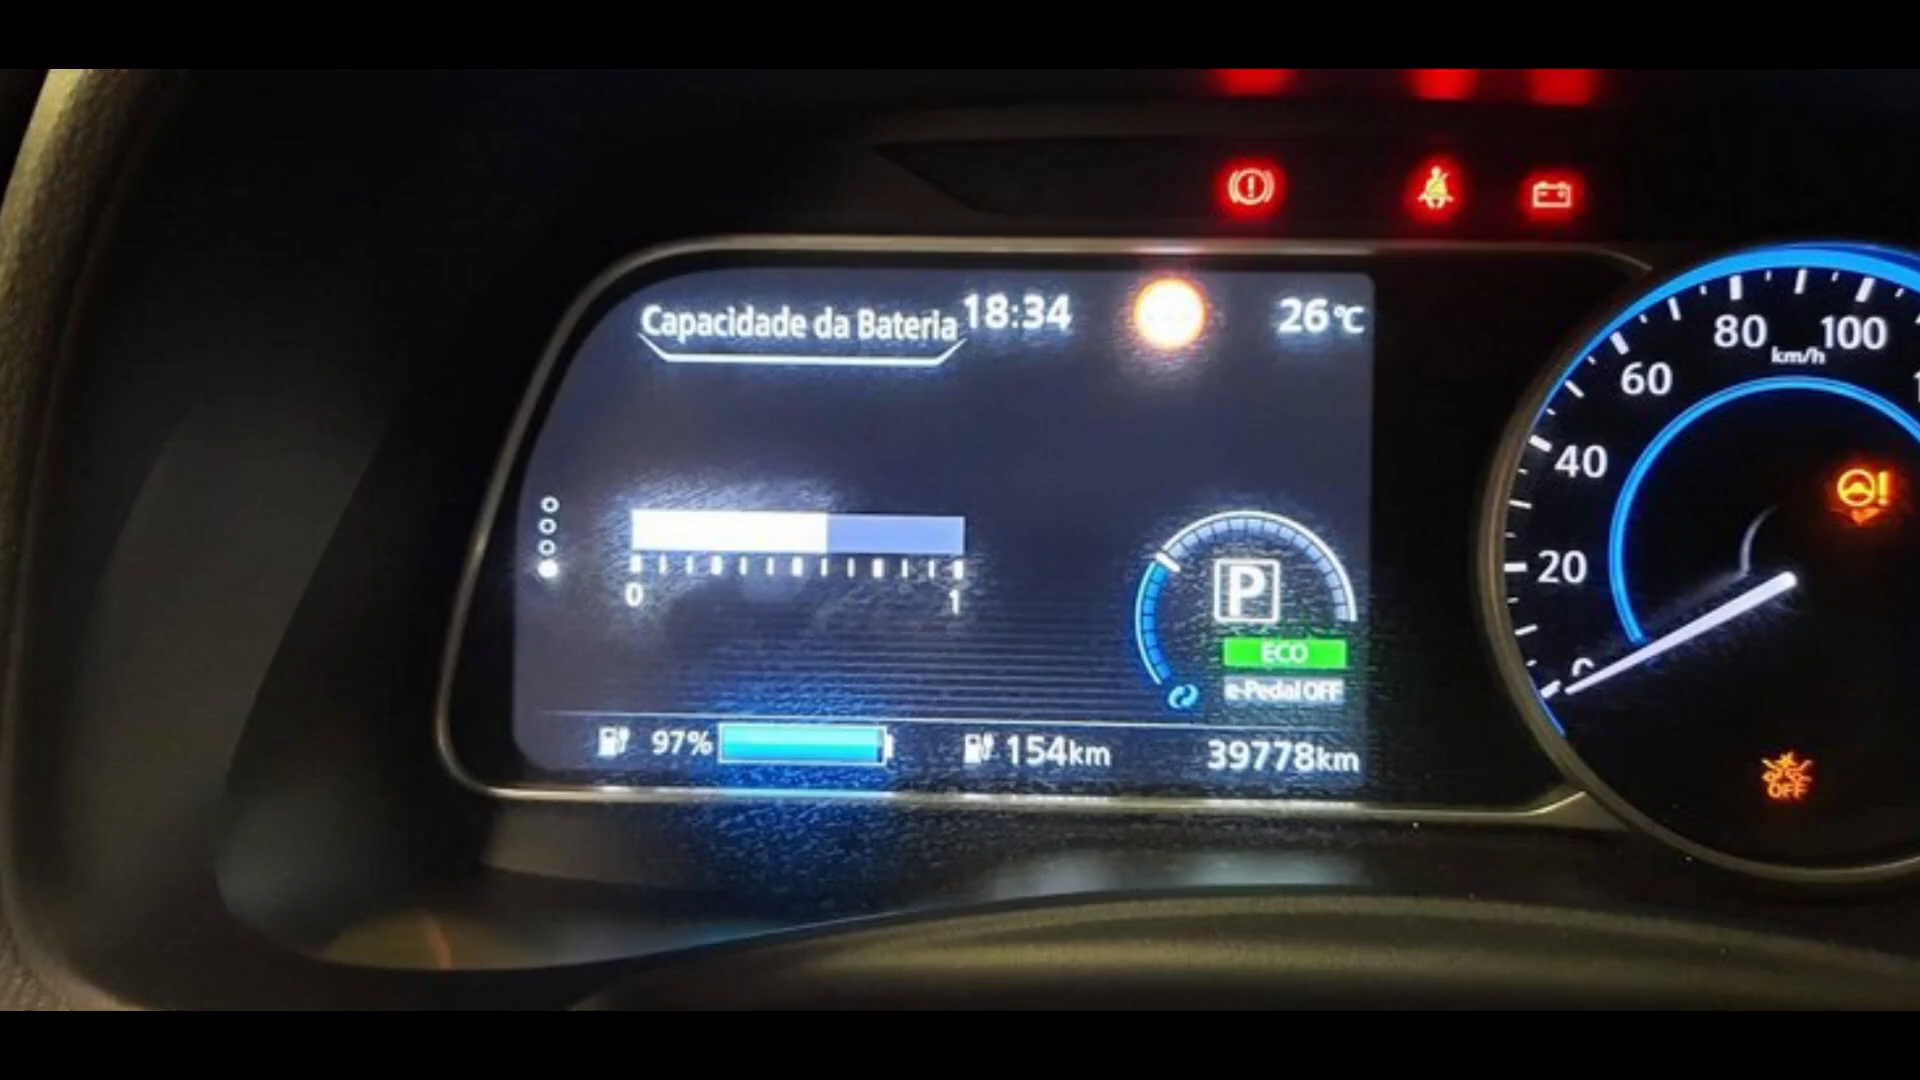 Capacidade da Bateria 18:34 26°C
0 1
P
ECO
e-Pedal OFF
97% 154km 39778km
0
20
40
60
80
100
km/h
OFF